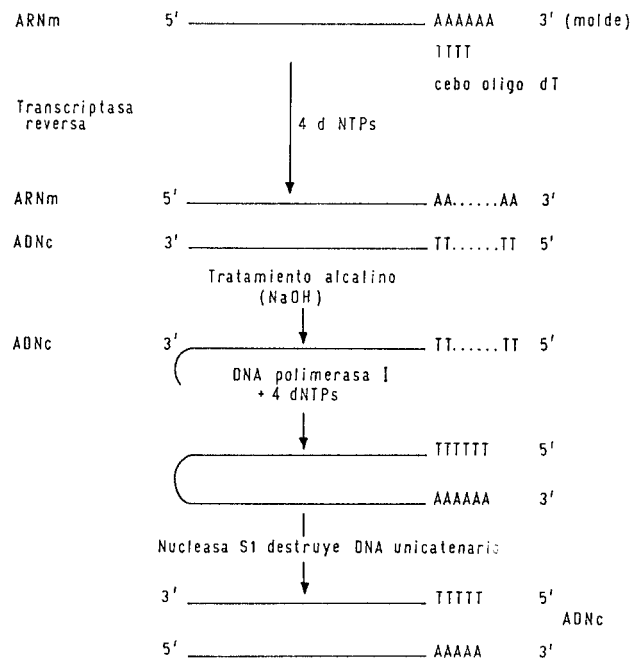 ARNm 5' AAAAAA 3' (molde)
TTTT
cebo oligo dT
Transcriptasa
reversa
4 d NTPs
ARNm 5' AA......AA 3'
ADNc 3' TT......TT 5'
Tratamiento alcalino
(NaOH)
ADNc 3' TT......TT 5'
DNA polimerasa I
+ 4 dNTPs
TTTTTT 5'
AAAAAA 3'
Nucleasa S1 destruye DNA unicatenaris
3' TTTTT 5'
ADNc
5' AAAAA 3'